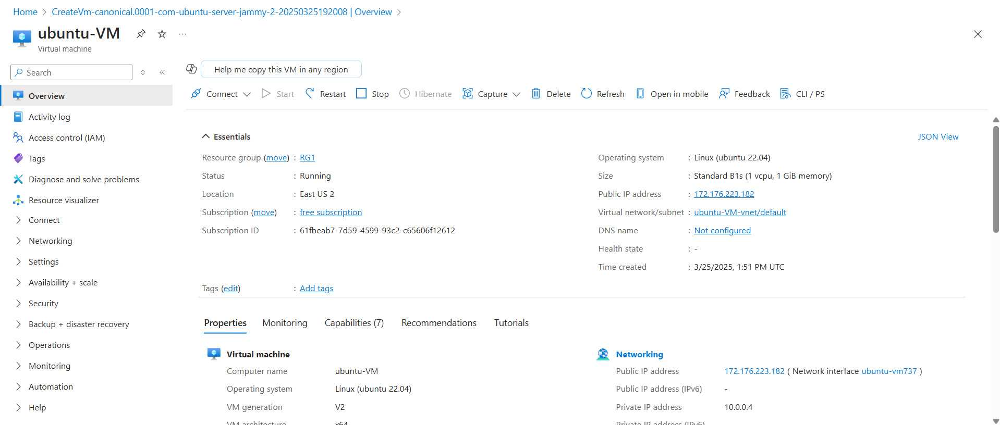 Home > CreateVm-canonical.0001-com-ubuntu-server-jammy-2-20250325192008 | Overview >
ubuntu-VM
Virtual machine
Search
Overview
Activity log
Access control (IAM)
Tags
Diagnose and solve problems
Resource visualizer
Connect
Networking
Settings
Availability + scale
Security
Backup + disaster recovery
Operations
Monitoring
Automation
Help
Help me copy this VM in any region
Connect Start Restart Stop Hibernate Capture Delete Refresh Open in mobile Feedback CLI / PS
Essentials
JSON View
Resource group (move) : RG1
Status : Running
Location : East US 2
Subscription (move) : free subscription
Subscription ID : 61fbeab7-7d59-4599-93c2-c65606f12612
Operating system : Linux (ubuntu 22.04)
Size : Standard B1s (1 vcpu, 1 GiB memory)
Public IP address : 172.176.223.182
Virtual network/subnet : ubuntu-VM-vnet/default
DNS name : Not configured
Health state : -
Time created : 3/25/2025, 1:51 PM UTC
Tags (edit) : Add tags
Properties Monitoring Capabilities (7) Recommendations Tutorials
Virtual machine
Computer name ubuntu-VM
Operating system Linux (ubuntu 22.04)
VM generation V2
VM architecture x64
Networking
Public IP address 172.176.223.182 ( Network interface ubuntu-vm737 )
Public IP address (IPv6) -
Private IP address 10.0.0.4
Private IP address (IPv6)